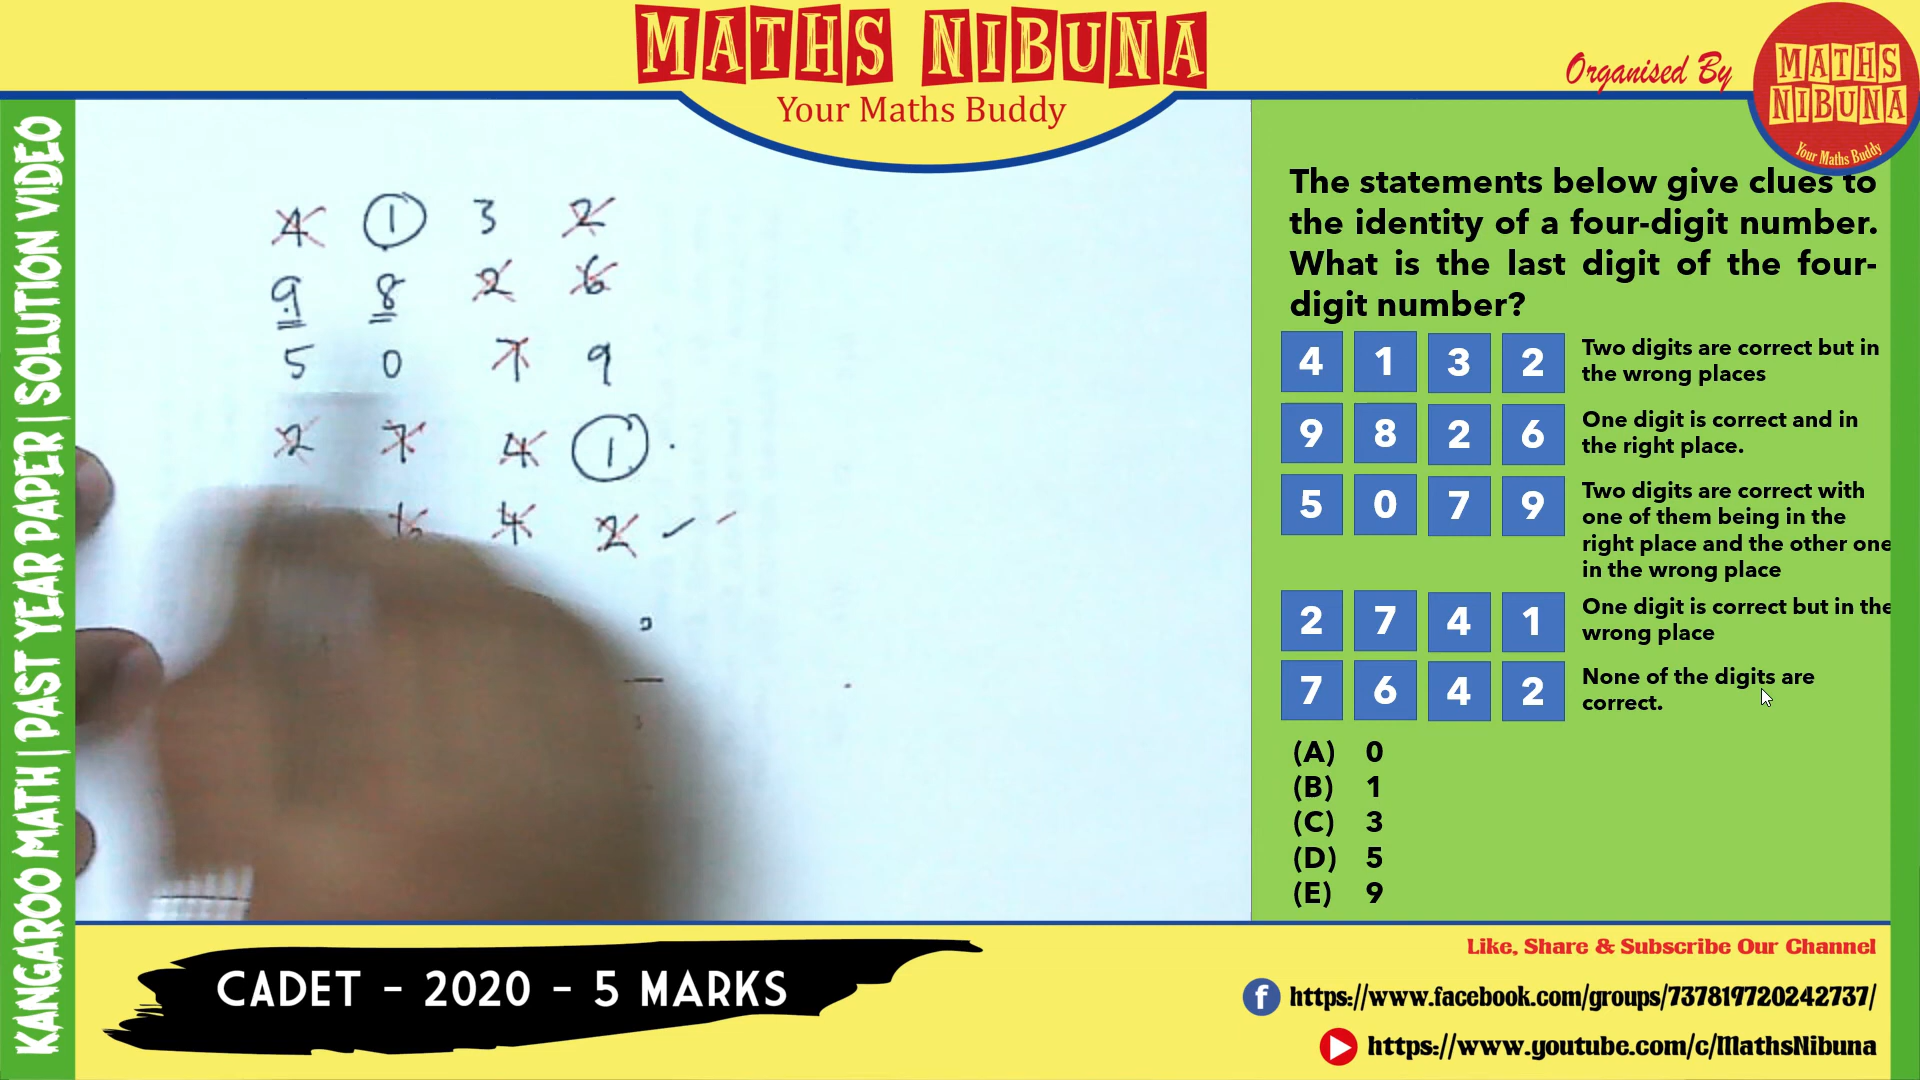 MATHS NIBUNA
Your Maths Buddy
Organised By
MATHS
NIBUNA
Your Maths Buddy
KANGAROO MATH | PAST YEAR PAPER | SOLUTION VIDEO
4 1 3 2
9 8 2 6
5 0 7 9
2 7 4 1
6 4 2
The statements below give clues to
the identity of a four-digit number.
What is the last digit of the four-
digit number?
4 1 3 2 Two digits are correct but in
the wrong places
9 8 2 6 One digit is correct and in
the right place.
5 0 7 9 Two digits are correct with
one of them being in the
right place and the other one
in the wrong place
2 7 4 1 One digit is correct but in the
wrong place
7 6 4 2 None of the digits are
correct.
(A) 0
(B) 1
(C) 3
(D) 5
(E) 9
CADET - 2020 - 5 MARKS
Like, Share & Subscribe Our Channel
https://www.facebook.com/groups/737819720242737/
https://www.youtube.com/c/MathsNibuna